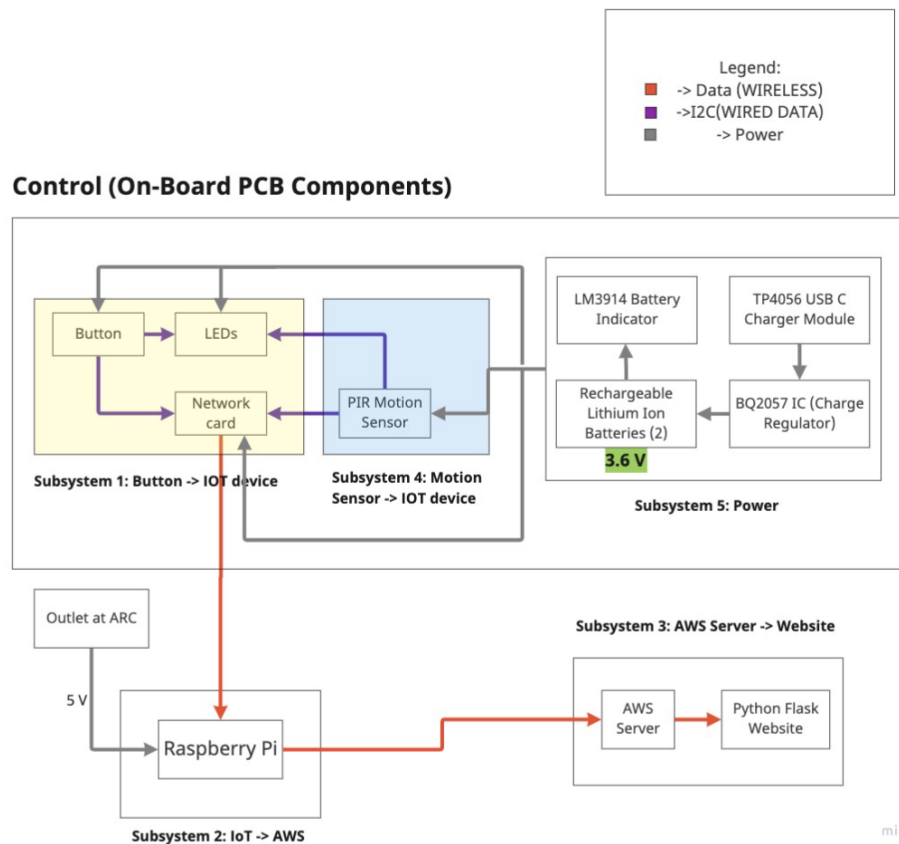 Legend:
-> Data (WIRELESS)
->I2C(WIRED DATA)
-> Power
Control (On-Board PCB Components)
LM3914 Battery
Indicator
TP4056 USB C
Charger Module
Button
LEDs
Network
card
PIR Motion
Sensor
Rechargeable
Lithium Ion
Batteries (2)
BQ2057 IC (Charge
Regulator)
3.6 V
Subsystem 1: Button -> IOT device
Subsystem 4: Motion
Sensor -> IOT device
Subsystem 5: Power
Outlet at ARC
5 V
Subsystem 3: AWS Server -> Website
AWS
Server
Python Flask
Website
Raspberry Pi
Subsystem 2: IoT -> AWS
mi